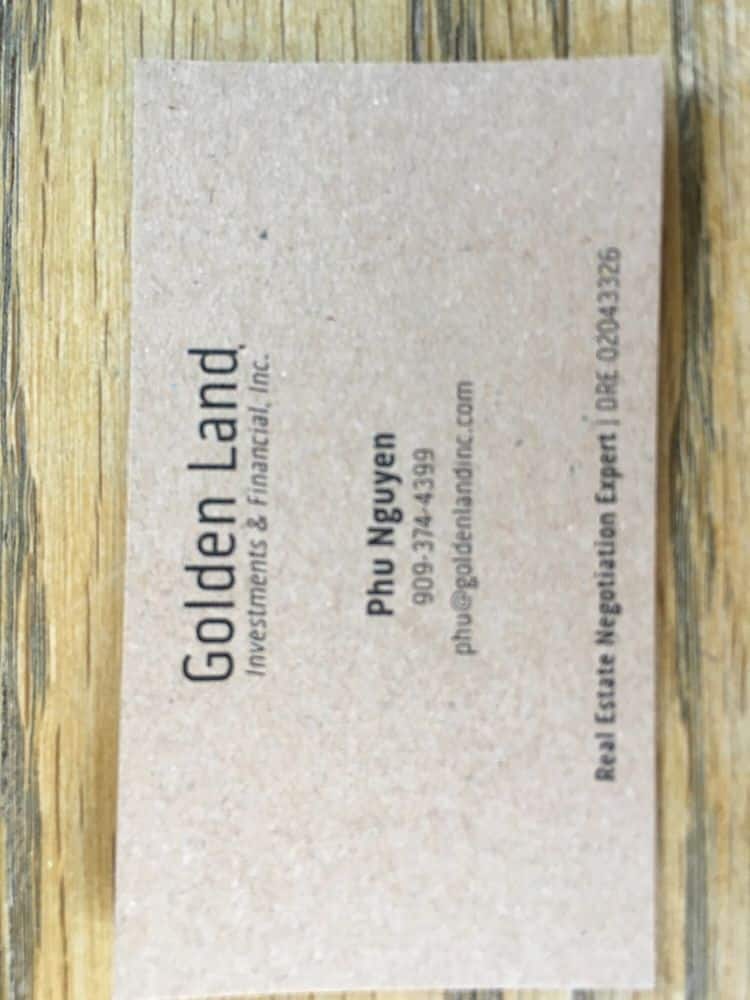 Golden Land
Investments & Financial, Inc.
Phu Nguyen
909-374-4399
phu@goldenlandinc.com
Real Estate Negotiation Expert | DRE 02043326